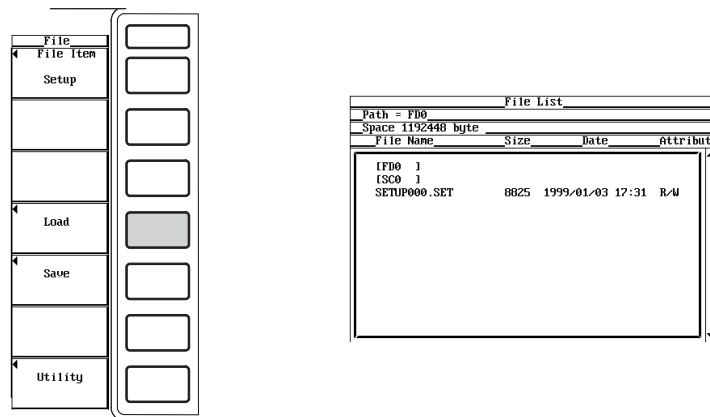 File
File Item
Setup
Load
Save
Utility
File List
Path = FD0
Space 1192448 byte
File Name Size Date Attribut
[FD0 ]
[SC0 ]
SETUP000.SET 8825 1999/01/03 17:31 R/W